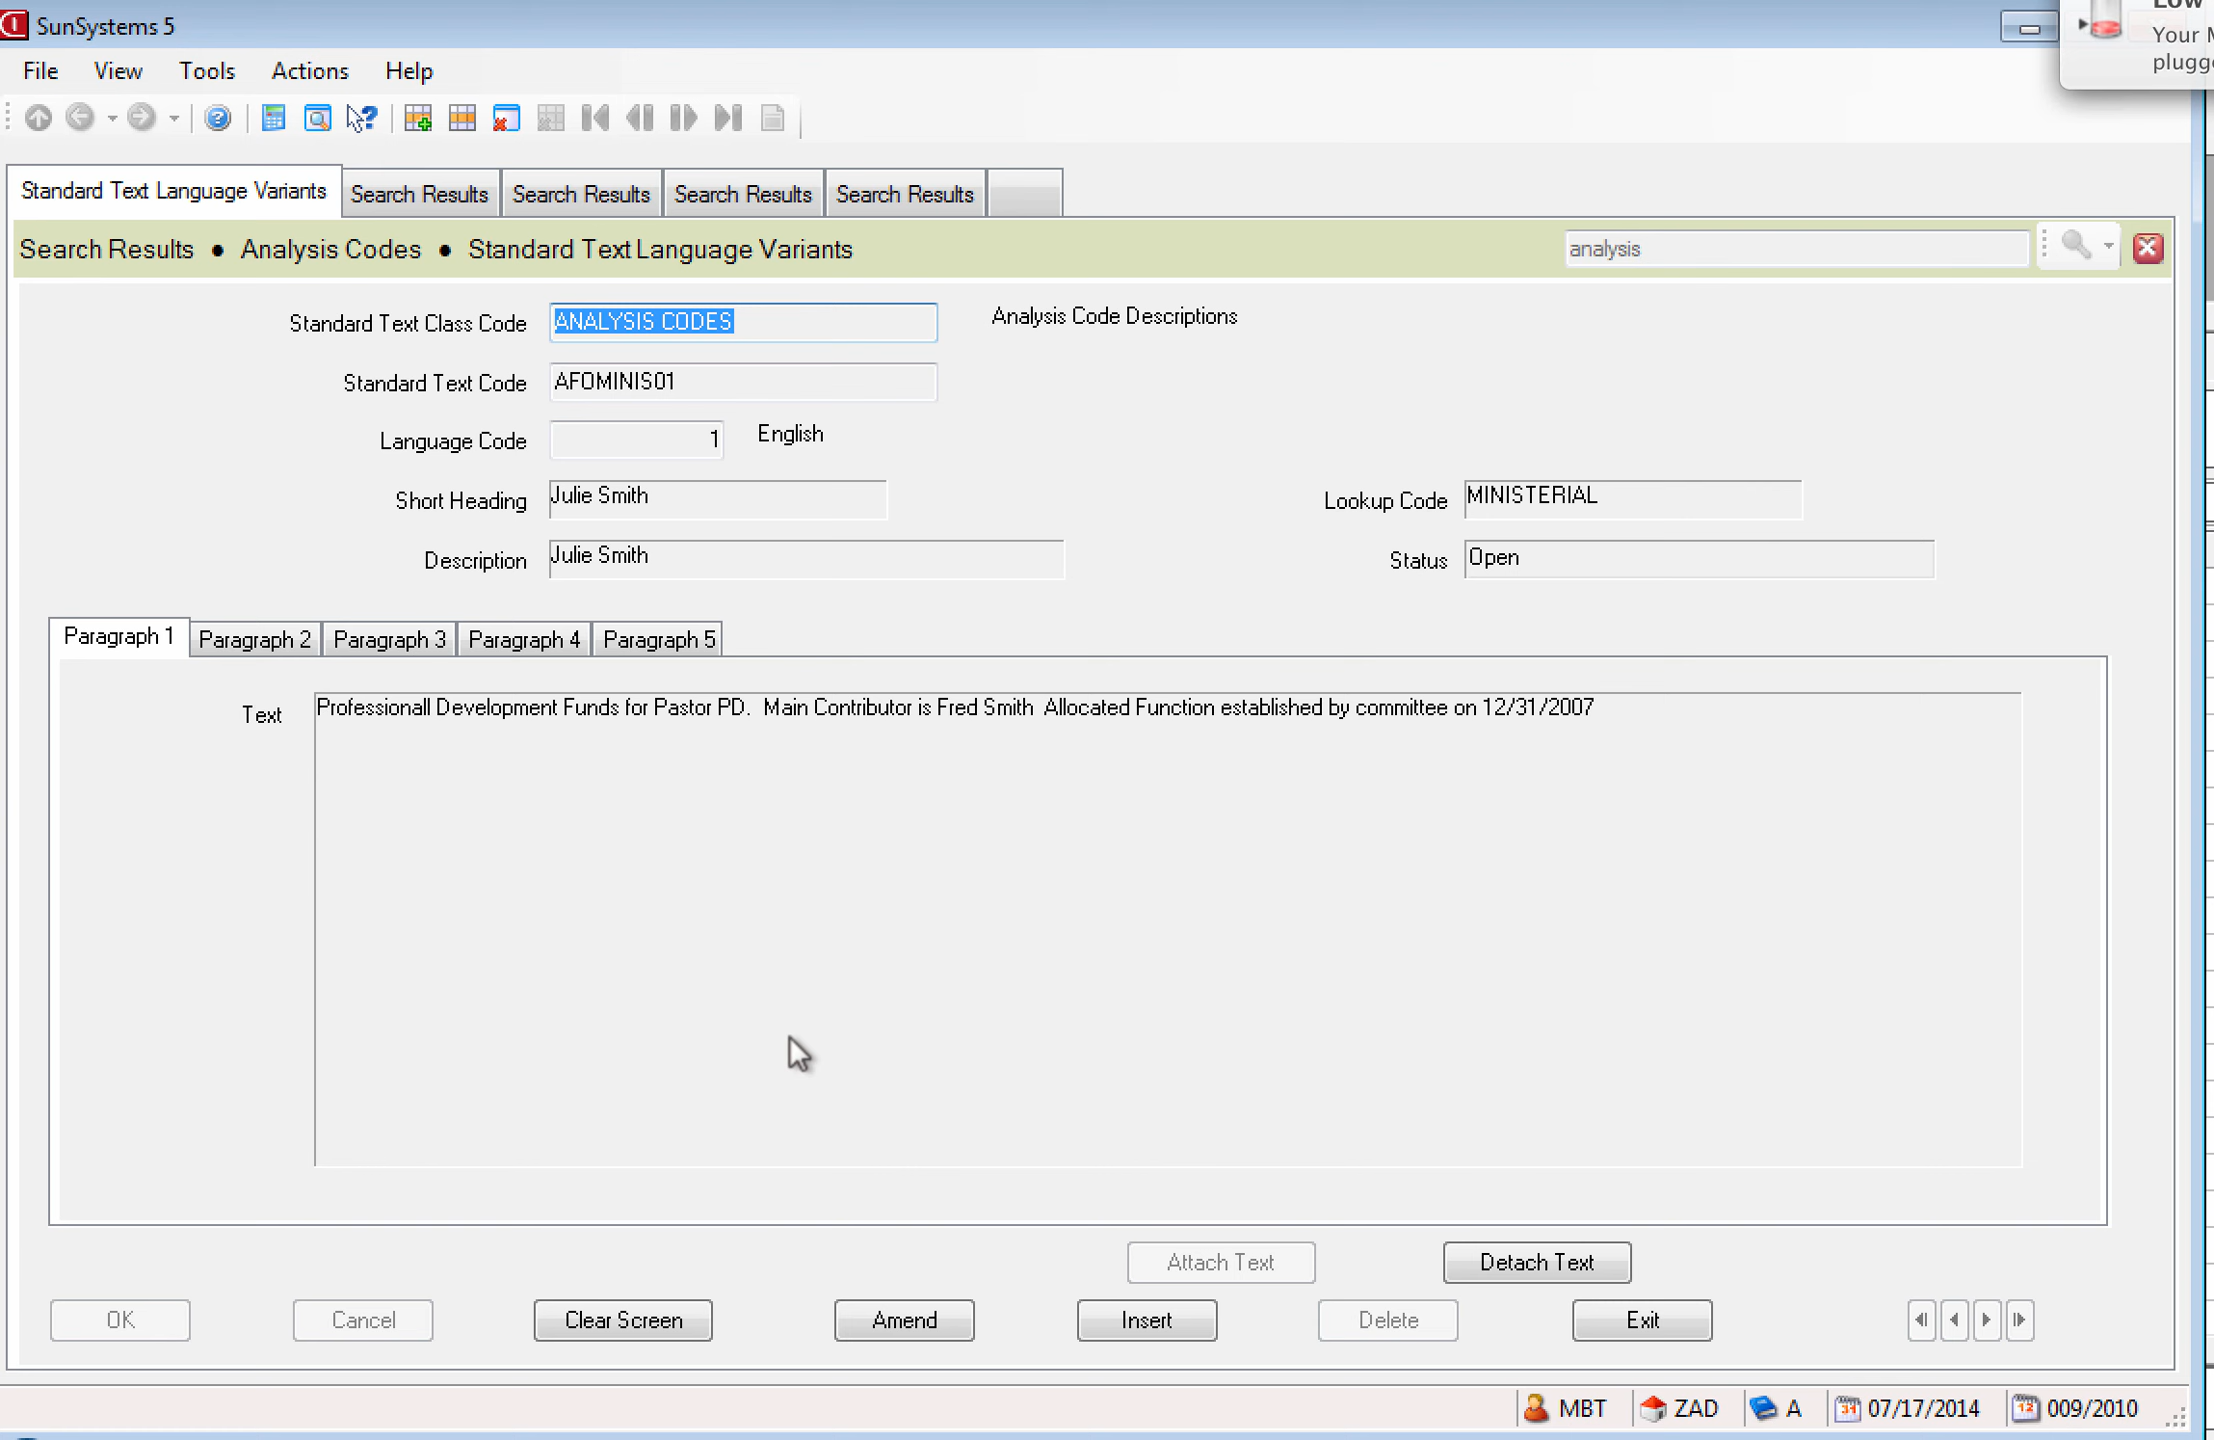 SunSystems 5
Low
Your M
plugge
File View Tools Actions Help
Standard Text Language Variants Search Results Search Results Search Results Search Results
Search Results • Analysis Codes • Standard Text Language Variants analysis
Standard Text Class Code ANALYSIS CODES Analysis Code Descriptions
Standard Text Code AFOMINIS01
Language Code 1 English
Short Heading Julie Smith Lookup Code MINISTERIAL
Description Julie Smith Status Open
Paragraph 1 Paragraph 2 Paragraph 3 Paragraph 4 Paragraph 5
Text Professionall Development Funds for Pastor PD.  Main Contributor is Fred Smith  Allocated Function established by committee on 12/31/2007
Attach Text Detach Text
OK Cancel Clear Screen Amend Insert Delete Exit
MBT ZAD A 07/17/2014 009/2010